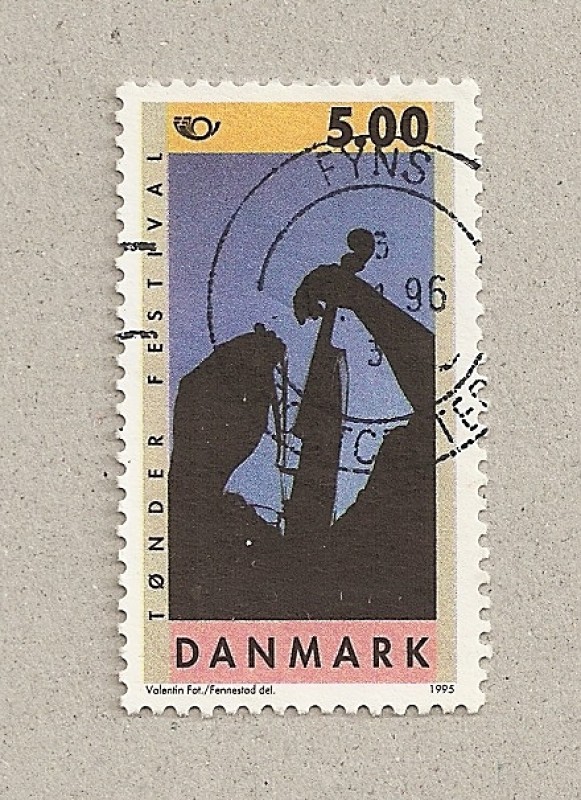 5.00
FYNS
96
TØNDER FESTIVAL
DANMARK
Valentin Fot./Fennestad del. 1995